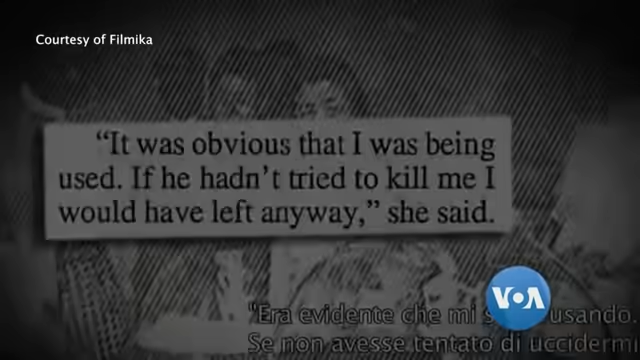 Courtesy of Filmika
“It was obvious that I was being
used. If he hadn’t tried to kill me I
would have left anyway,” she said.
VOA
"Era evidente che mi s usando.
Se non avesse tentato di uccidermi